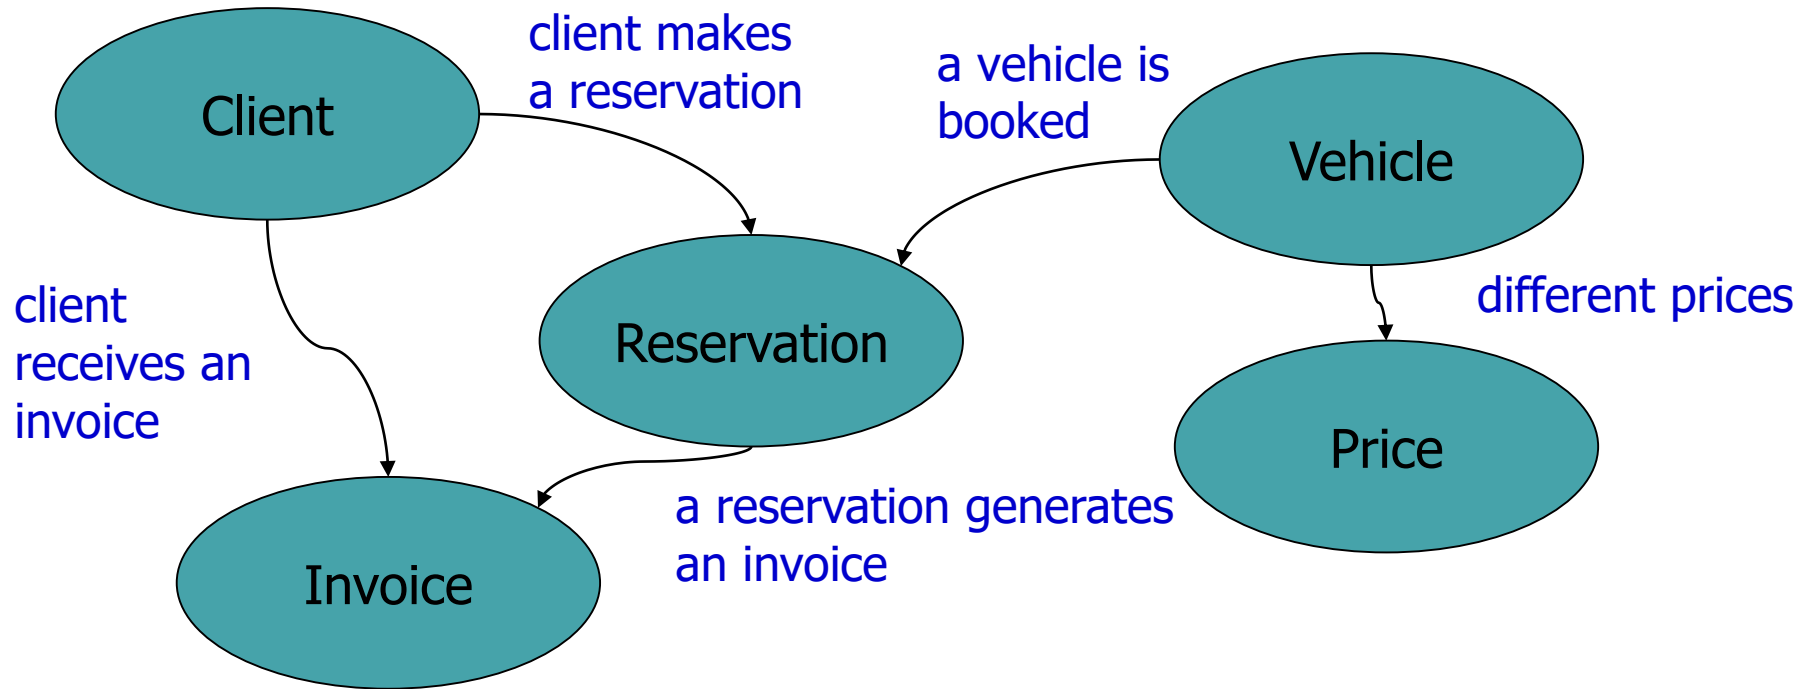 client makes
a reservation
a vehicle is
booked
Client
Vehicle
client
receives an
invoice
different prices
Reservation
Price
a reservation generates
an invoice
Invoice